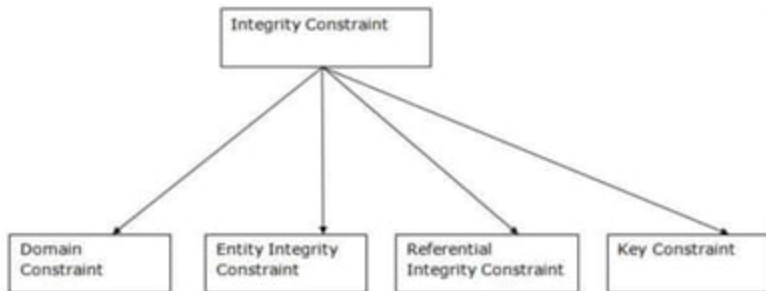 Integrity Constraint
Domain
Constraint
Entity Integrity
Constraint
Referential
Integrity Constraint
Key Constraint